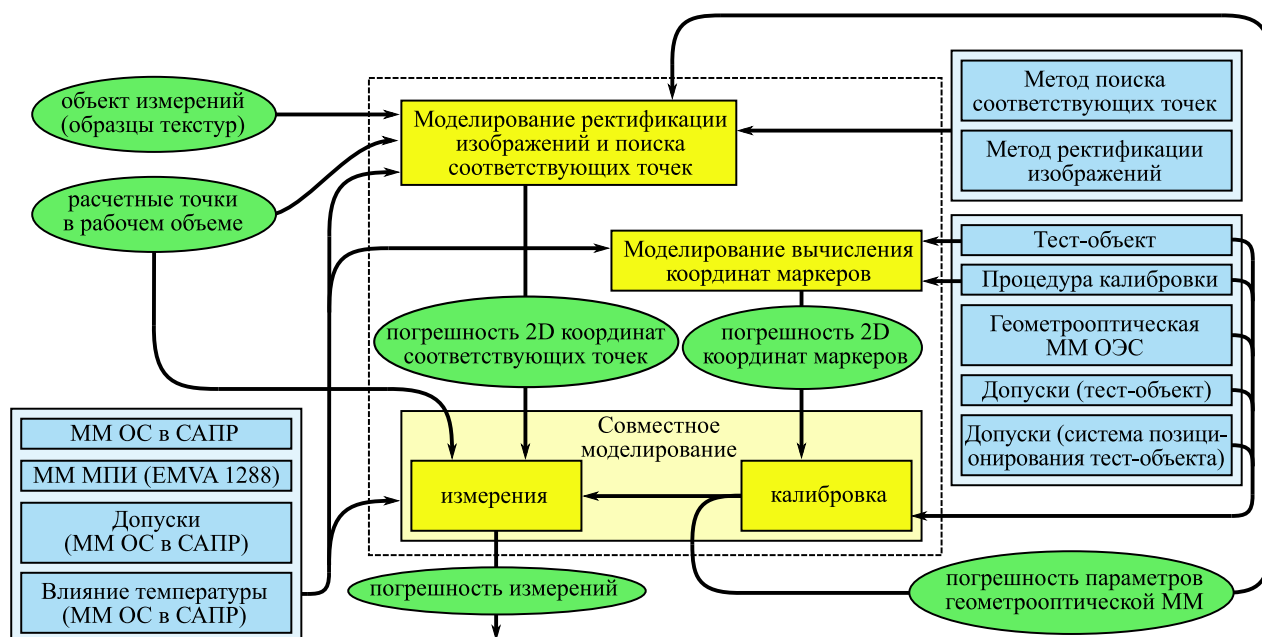 объект измерений
(образцы текстур)
расчетные точки
в рабочем объеме
Моделирование ректификации
изображений и поиска
соответствующих точек
Метод поиска
соответствующих точек
Метод ректификации
изображений
Моделирование вычисления
координат маркеров
Тест-объект
Процедура калибровки
Геометрооптическая
ММ ОЭС
Допуски (тест-объект)
Допуски (система позици-
онирования тест-объекта)
погрешность 2D координат
соответствующих точек
погрешность 2D
координат маркеров
ММ ОС в САПР
ММ МПИ (EMVA 1288)
Допуски
(ММ ОС в САПР)
Влияние температуры
(ММ ОС в САПР)
Совместное
моделирование
измерения
калибровка
погрешность измерений
погрешность параметров
геометрооптической ММ